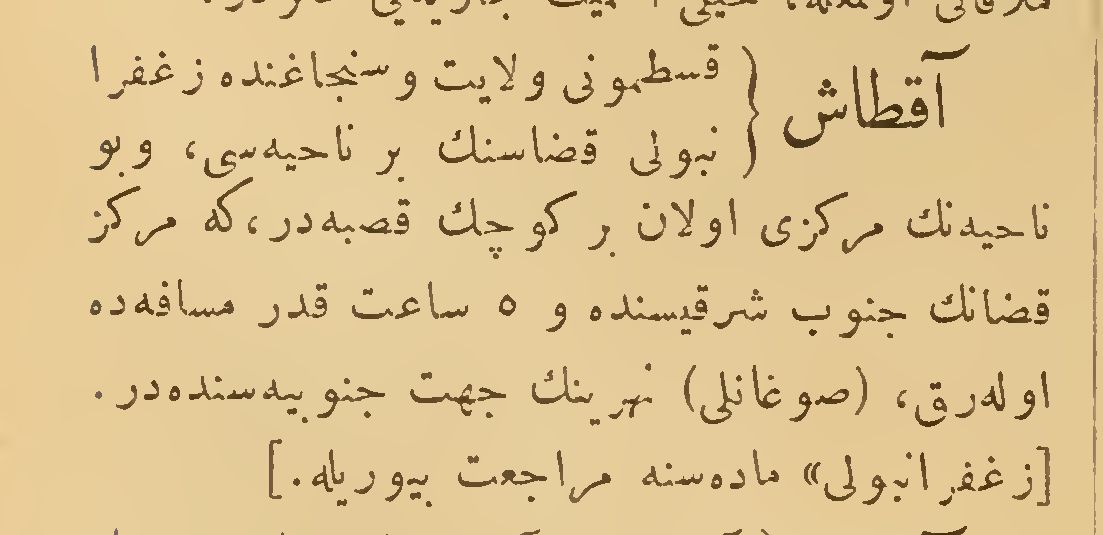 آقطاش { قسطمونی ولایت وسنجاغنده زغفرا
نبولی قضاسنك بر ناحیه‌سی، وبو
ناحیه‌نك مركزی اولان بر كوچك قصبه‌در، كه مركز
قضانك جنوب شرقیسنده و ٥ ساعت قدر مسافه‌ده
اوله‌رق، (صوغانلی) نهرینك جهت جنوبیه‌سنده‌در.
[زغفرانبولی» ماده‌سنه مراجعت بیوریله.]